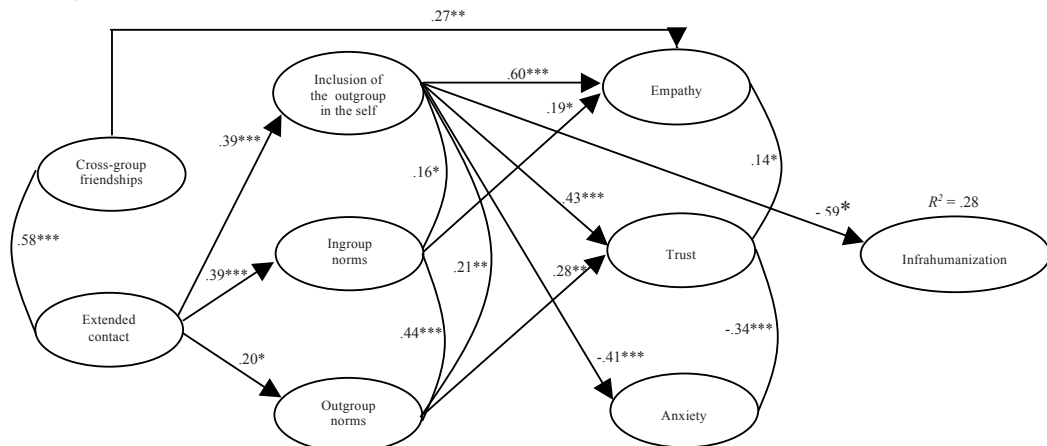 .27**
Inclusion of
the outgroup
in the self
.60***
Empathy
.19*
.39***
Cross-group
friendships
.16*
.14*
.43***
- 59*
R² = .28
.58***
Ingroup
norms
Trust
Infrahumanization
.39***
.21**
.28**
Extended
contact
.44***
-.34***
.20*
-.41***
Outgroup
norms
Anxiety